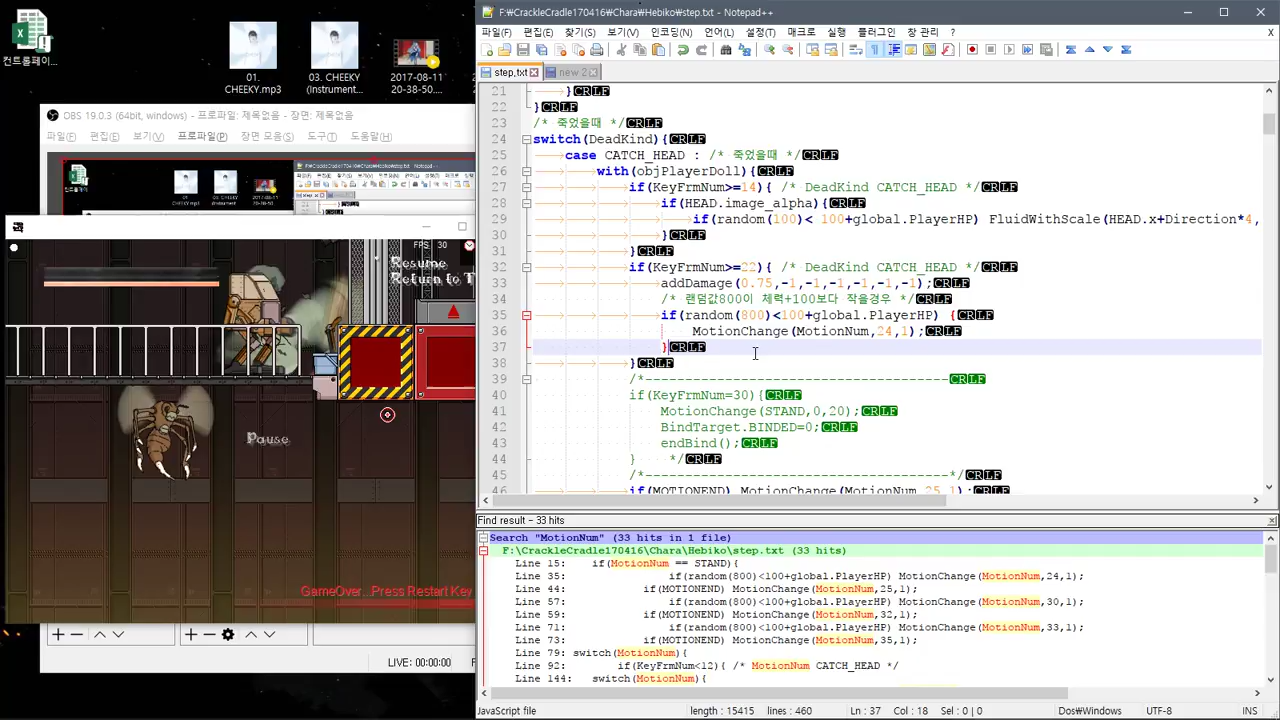 컨트롤페이...
01.
CHEEKY.mp3
03. CHEEKY
(Instrument...
2017-08-11
20-38-50....
OBS 19.0.3 (64bit, windows) - 프로파일: 제목없음 - 장면: 제목없음
파일(F) 편집(E) 보기(V) 프로파일(P) 장면 모음(S) 도구(T) 도움말(H)
FPS 30
Resume
Return to T
Pause
GameOver...Press Restart Key
LIVE: 00:00:00
F:₩CrackleCradle170416₩Chara₩Hebiko₩step.txt - Notepad++
파일(F) 편집(E) 찾기(S) 보기(V) 인코딩(N) 언어(L) 설정(T) 매크로 실행 플러그인 창 관리 ?
X
step.txt new 2
21 }CRLF
22 }CRLF
23 /* 죽었을때 */CRLF
24 switch(DeadKind){CRLF
25 case CATCH_HEAD : /* 죽었을때 */CRLF
26 with(objPlayerDoll){CRLF
27 if(KeyFrmNum>=14){ /* DeadKind CATCH_HEAD */CRLF
28 if(HEAD.image_alpha){CRLF
29 if(random(100)< 100+global.PlayerHP) FluidWithScale(HEAD.x+Direction*4,
30 }CRLF
31 }CRLF
32 if(KeyFrmNum>=22){ /* DeadKind CATCH_HEAD */CRLF
33 addDamage(0.75,-1,-1,-1,-1,-1,-1);CRLF
34 /* 랜덤값800이 체력+100보다 작을경우 */CRLF
35 if(random(800)<100+global.PlayerHP) {CRLF
36 MotionChange(MotionNum,24,1);CRLF
37 }CRLF
38 }CRLF
39 /*--------------------------------------CRLF
40 if(KeyFrmNum=30){CRLF
41 MotionChange(STAND,0,20);CRLF
42 BindTarget.BINDED=0;CRLF
43 endBind();CRLF
44 } */CRLF
45 /*--------------------------------------*/CRLF
46 if(MOTIONEND) MotionChange(MotionNum,25,1);CRLF
Find result - 33 hits
Search "MotionNum" (33 hits in 1 file)
F:\CrackleCradle170416\Chara\Hebiko\step.txt (33 hits)
Line 15: if(MotionNum == STAND){
Line 35: if(random(800)<100+global.PlayerHP) MotionChange(MotionNum,24,1);
Line 44: if(MOTIONEND) MotionChange(MotionNum,25,1);
Line 57: if(random(800)<100+global.PlayerHP) MotionChange(MotionNum,30,1);
Line 59: if(MOTIONEND) MotionChange(MotionNum,32,1);
Line 71: if(random(800)<100+global.PlayerHP) MotionChange(MotionNum,33,1);
Line 73: if(MOTIONEND) MotionChange(MotionNum,35,1);
Line 79: switch(MotionNum){
Line 92: if(KeyFrmNum<12){ /* MotionNum CATCH_HEAD */
Line 144: switch(MotionNum){
JavaScript file length : 15415 lines : 460 Ln : 37 Col : 18 Sel : 0 | 0 Dos₩Windows UTF-8 INS